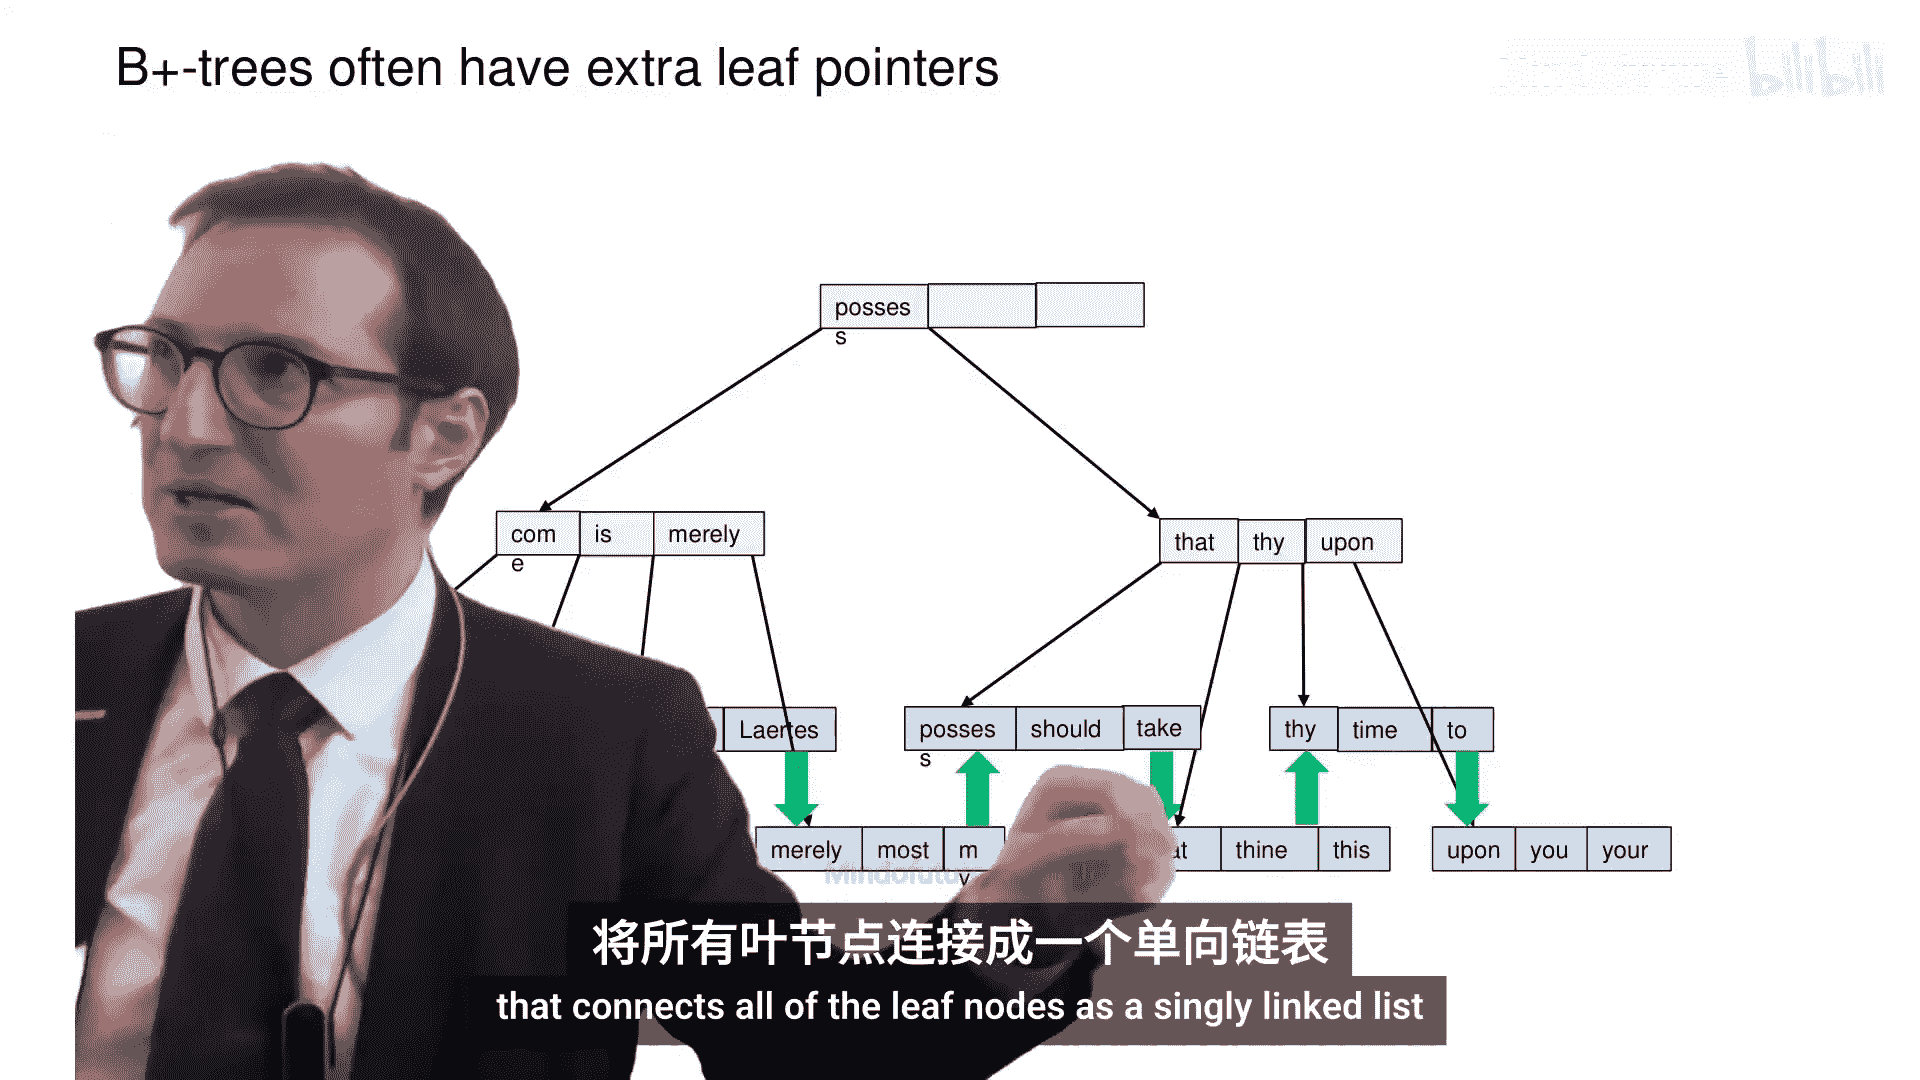 B+-trees often have extra leaf pointers
bilibili
posses
s
com
e
is
merely
that
thy
upon
Laertes
posses
s
should
take
thy
time
to
merely
most
m
y
thine
this
upon
you
your
将所有叶节点连接成一个单向链表
that connects all of the leaf nodes as a singly linked list